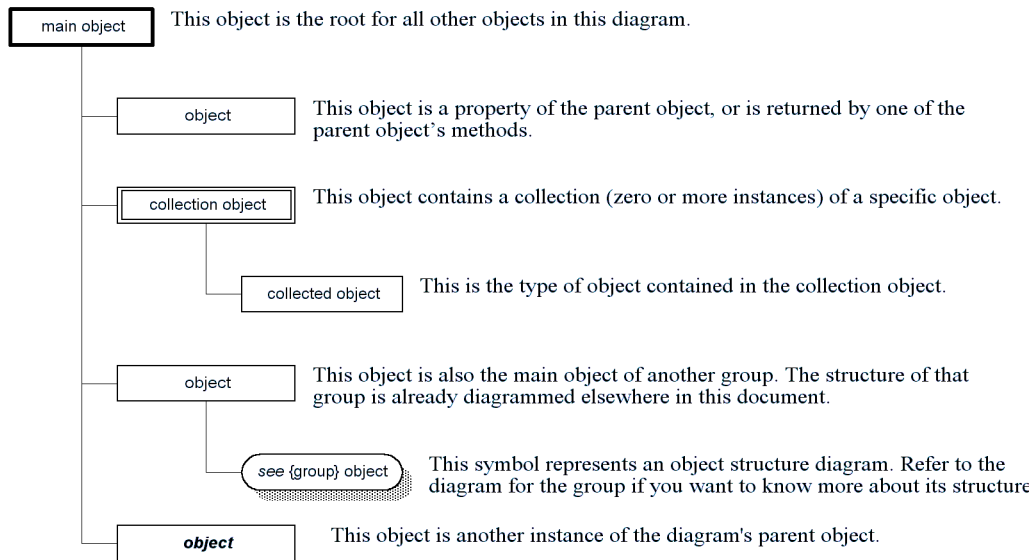 main object
This object is the root for all other objects in this diagram.
object
This object is a property of the parent object, or is returned by one of the
parent object’s methods.
collection object
This object contains a collection (zero or more instances) of a specific object.
collected object
This is the type of object contained in the collection object.
object
This object is also the main object of another group. The structure of that
group is already diagrammed elsewhere in this document.
see {group} object
This symbol represents an object structure diagram. Refer to the
diagram for the group if you want to know more about its structure
object
This object is another instance of the diagram's parent object.